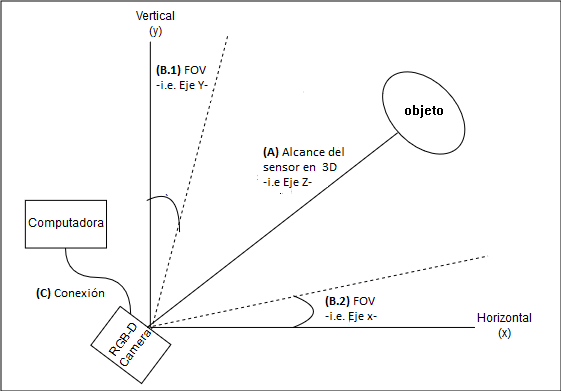 Vertical
(y)
(B.1) FOV
-i.e. Eje Y-
objeto
(A) Alcance del
sensor en 3D
-i.e Eje Z-
Computadora
(C) Conexión
RGB-D
Camera
(B.2) FOV
-i.e. Eje x-
Horizontal
(x)